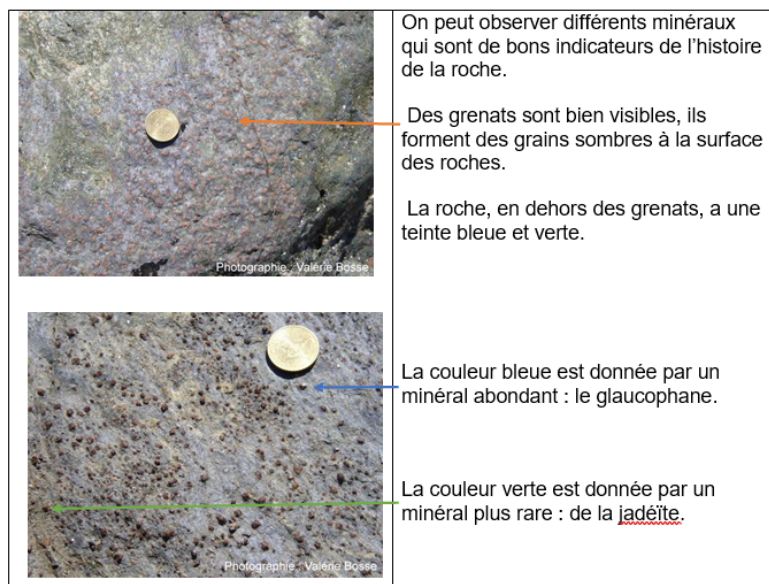 On peut observer différents minéraux
qui sont de bons indicateurs de l'histoire
de la roche.
Des grenats sont bien visibles, ils
forment des grains sombres à la surface
des roches.
La roche, en dehors des grenats, a une
teinte bleue et verte.
Photographie : Valérie Bosse
La couleur bleue est donnée par un
minéral abondant : le glaucophane.
La couleur verte est donnée par un
minéral plus rare : de la jadéïte.
Photographie : Valérie Bosse